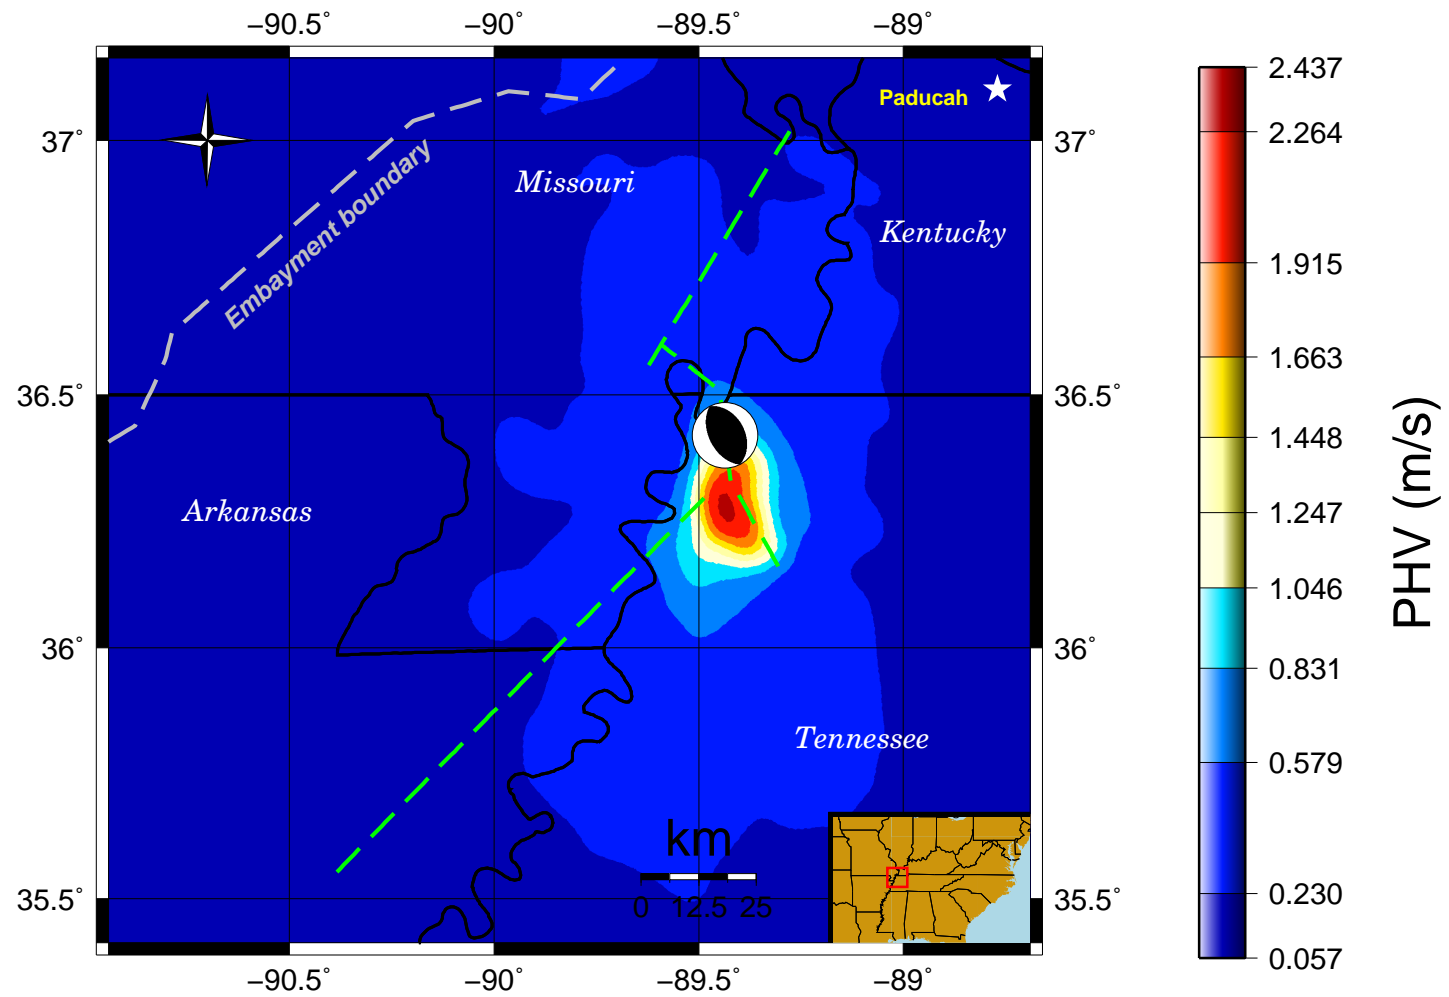 −90.5˚ −90˚ −89.5˚ −89˚
Paducah
37˚ 37˚
Missouri
Kentucky
Embayment boundary
36.5˚ 36.5˚
Arkansas
36˚ 36˚
Tennessee
km
0 12.5 25
35.5˚ 35.5˚
−90.5˚ −90˚ −89.5˚ −89˚
2.437
2.264
1.915
1.663
1.448
1.247
1.046
0.831
0.579
0.230
0.057
PHV (m/s)